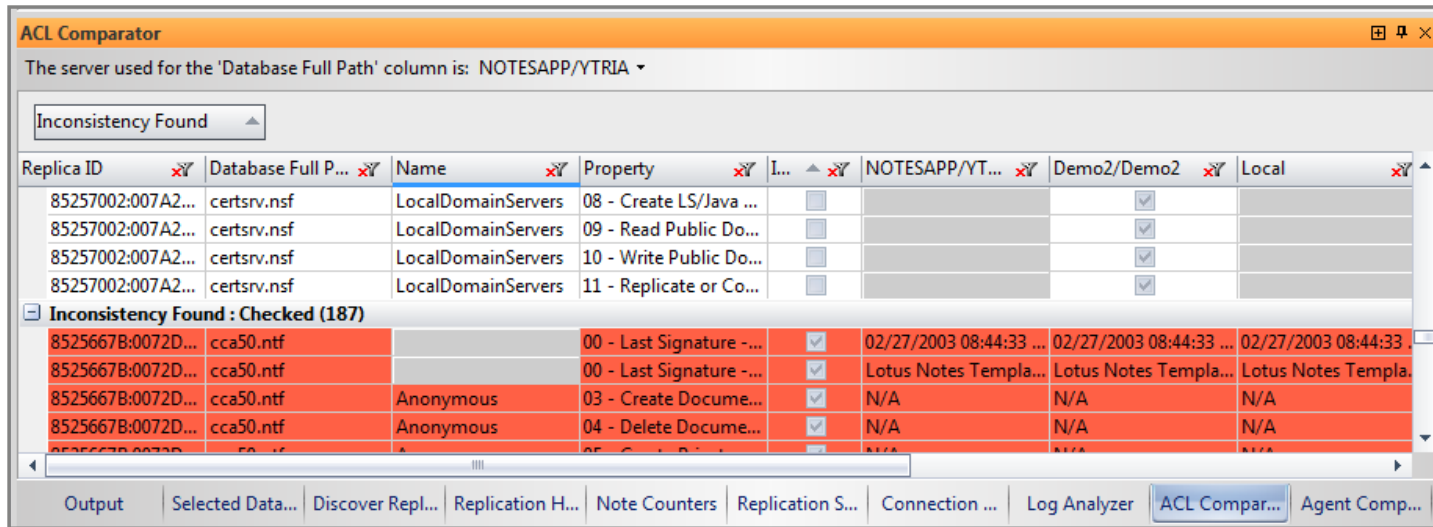 ACL Comparator
The server used for the 'Database Full Path' column is: NOTESAPP/YTRIA
Inconsistency Found
Replica ID Database Full P... Name Property I... NOTESAPP/YT... Demo2/Demo2 Local
85257002:007A2... certsrv.nsf LocalDomainServers 08 - Create LS/Java ...
85257002:007A2... certsrv.nsf LocalDomainServers 09 - Read Public Do...
85257002:007A2... certsrv.nsf LocalDomainServers 10 - Write Public Do...
85257002:007A2... certsrv.nsf LocalDomainServers 11 - Replicate or Co...
Inconsistency Found : Checked (187)
8525667B:0072D... cca50.ntf 00 - Last Signature -... 02/27/2003 08:44:33 ... 02/27/2003 08:44:33 ... 02/27/2003 08:44:33 .
8525667B:0072D... cca50.ntf 00 - Last Signature -... Lotus Notes Templa... Lotus Notes Templa... Lotus Notes Templa.
8525667B:0072D... cca50.ntf Anonymous 03 - Create Docume... N/A N/A N/A
8525667B:0072D... cca50.ntf Anonymous 04 - Delete Docume... N/A N/A N/A
Output Selected Data... Discover Repl... Replication H... Note Counters Replication S... Connection ... Log Analyzer ACL Compar... Agent Comp...